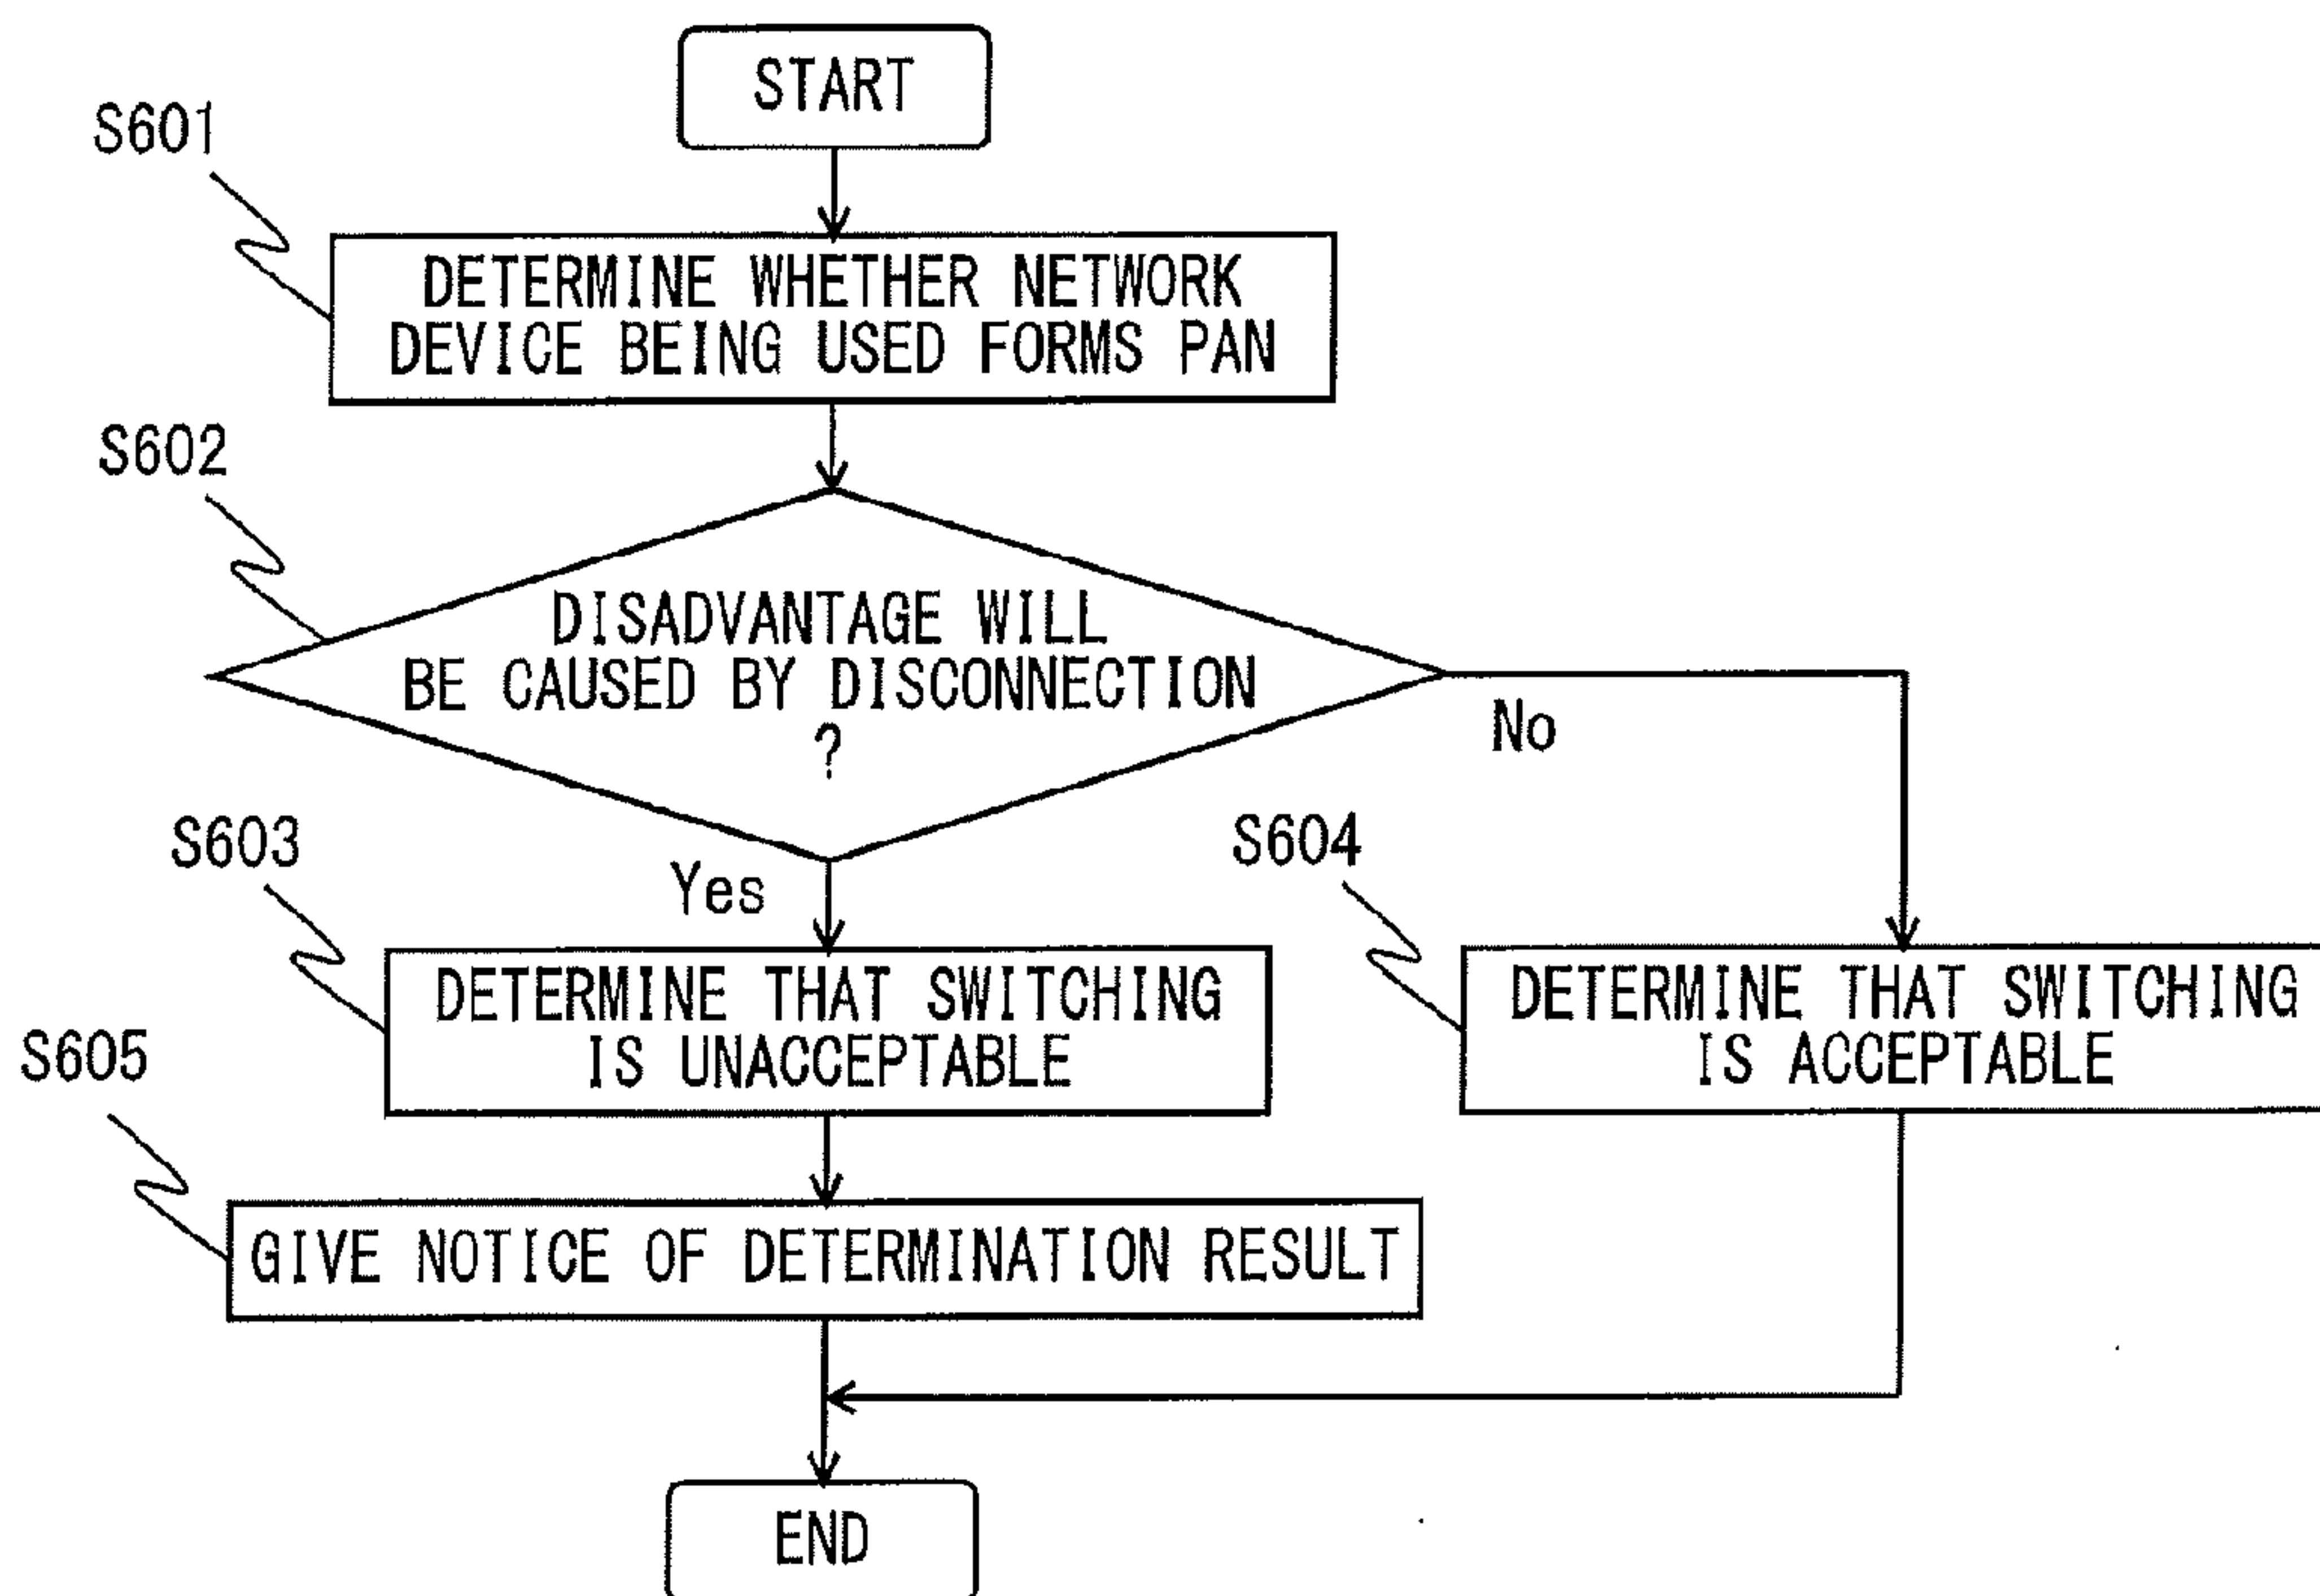 START
S601
DETERMINE WHETHER NETWORK
DEVICE BEING USED FORMS PAN
S602
DISADVANTAGE WILL
BE CAUSED BY DISCONNECTION
?
No
Yes
S603
S604
DETERMINE THAT SWITCHING
IS UNACCEPTABLE
DETERMINE THAT SWITCHING
IS ACCEPTABLE
S605
GIVE NOTICE OF DETERMINATION RESULT
END